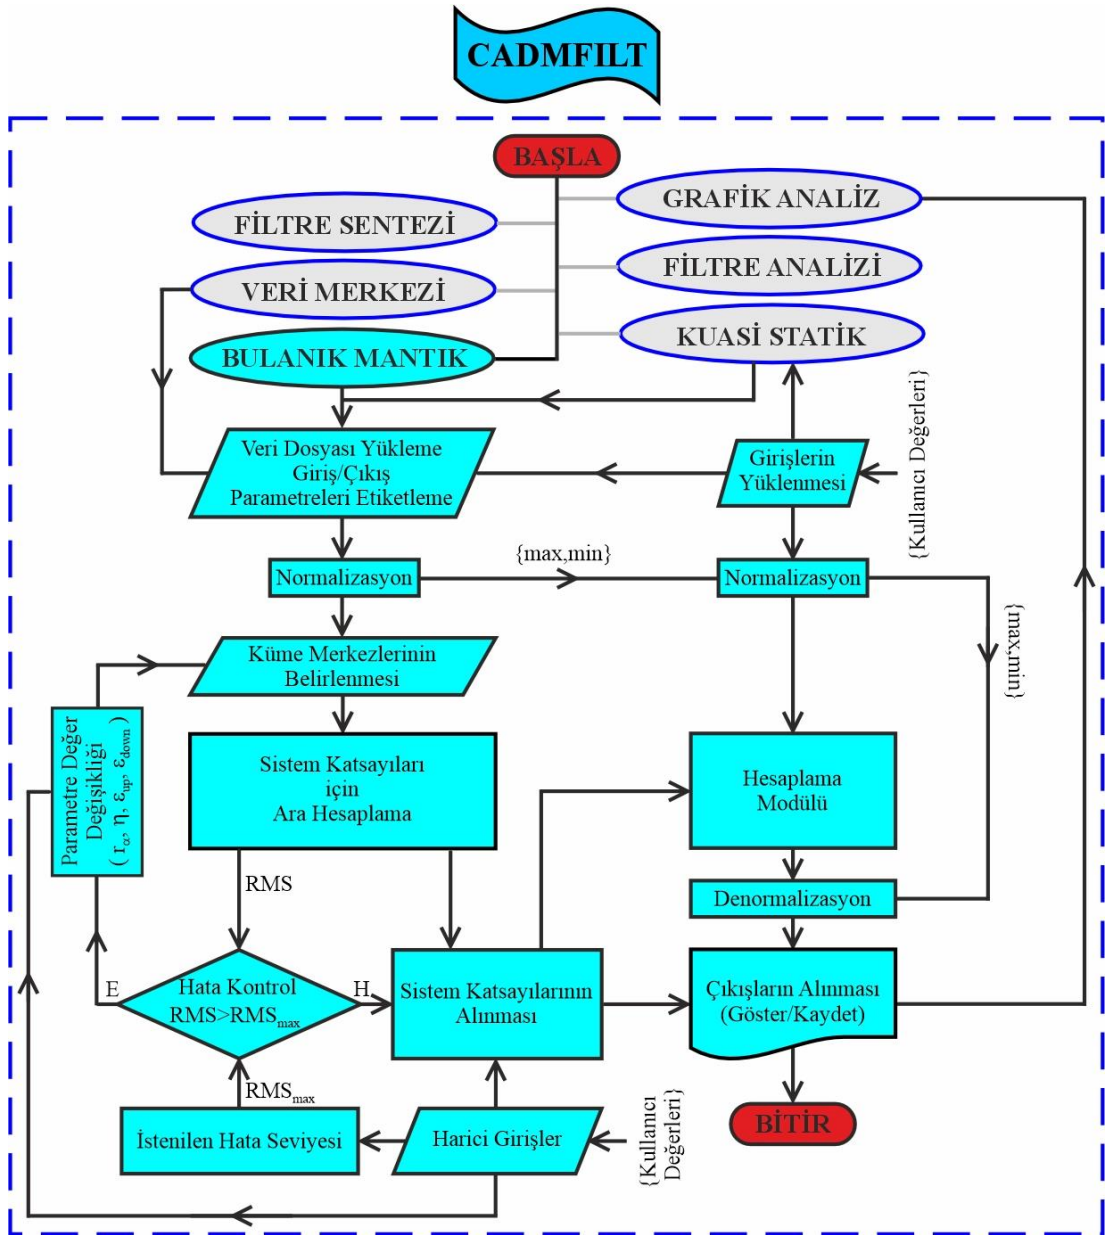 CADMFILT
BAŞLA
FİLTRE SENTEZİ
GRAFİK ANALİZ
VERİ MERKEZİ
FİLTRE ANALİZİ
BULANIK MANTIK
KUASİ STATİK
Veri Dosyası Yükleme
Giriş/Çıkış
Parametreleri Etiketleme
Girişlerin
Yüklenmesi
{Kullanıcı Değerleri}
Normalizasyon
{max,min}
Normalizasyon
{max,min}
Küme Merkezlerinin
Belirlenmesi
Parametre Değer
Değişikliği
( rα, η, εup, εdown )
Sistem Katsayıları
için
Ara Hesaplama
Hesaplama
Modülü
RMS
Denormalizasyon
E
Hata Kontrol
RMS>RMSmax
H
Sistem Katsayılarının
Alınması
Çıkışların Alınması
(Göster/Kaydet)
RMSmax
İstenilen Hata Seviyesi
Harici Girişler
{Kullanıcı
Değerleri}
BİTİR